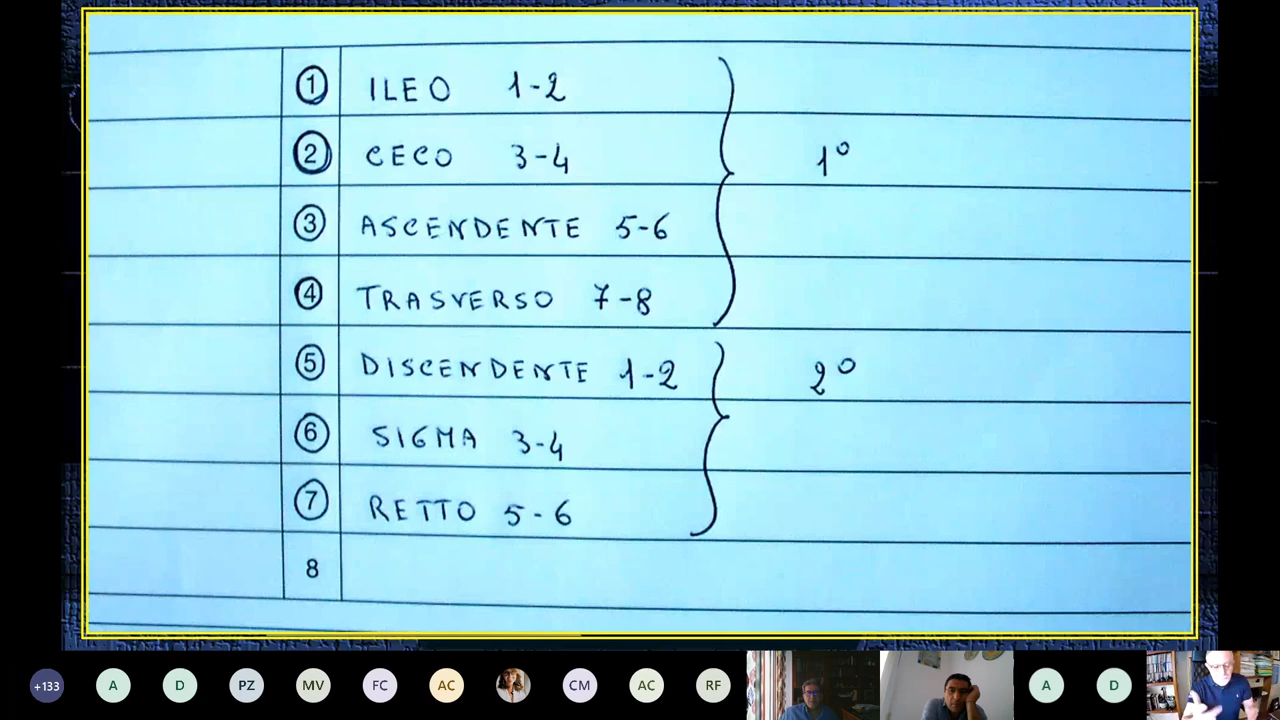 1 ILEO 1-2
2 CECO 3-4 1°
3 ASCENDENTE 5-6
4 TRASVERSO 7-8
5 DISCENDENTE 1-2 2°
6 SIGMA 3-4
7 RETTO 5-6
8
+133 A D PZ MV FC AC CM AC RF A D